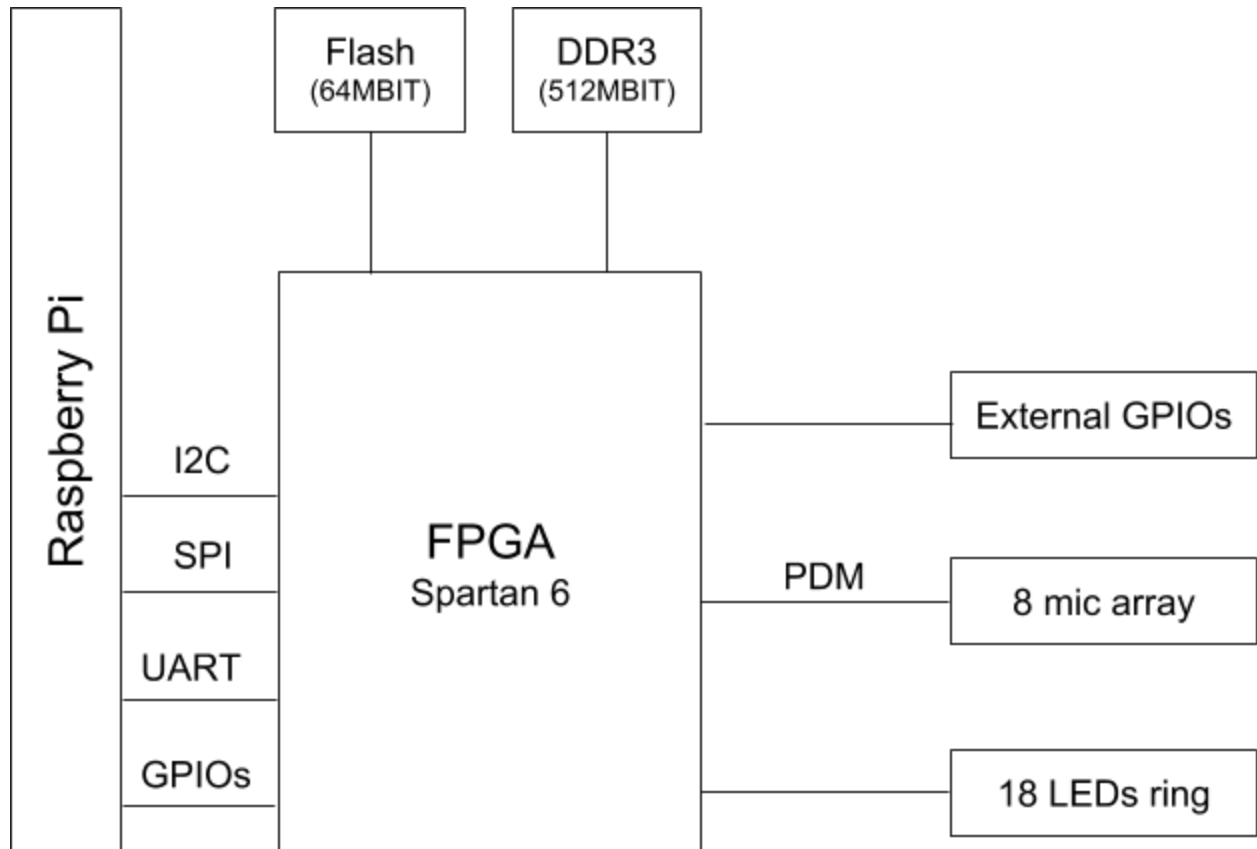 Flash
(64MBIT)
DDR3
(512MBIT)
Raspberry Pi
I2C
SPI
UART
GPIOs
FPGA
Spartan 6
External GPIOs
PDM
8 mic array
18 LEDs ring